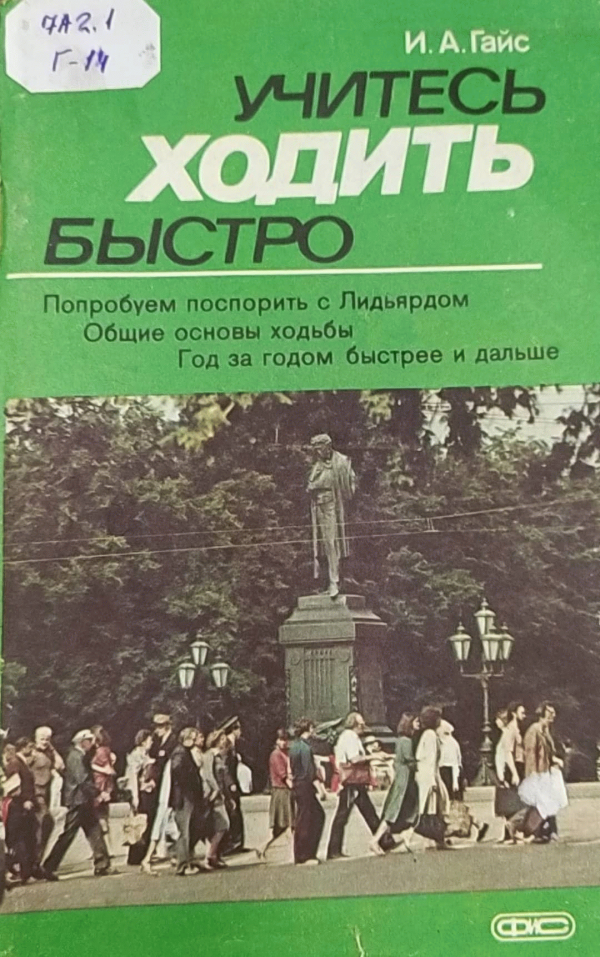 7А2.1
Г-14
И. А. Гайс
УЧИТЕСЬ
ХОДИТЬ
БЫСТРО
Попробуем поспорить с Лидьярдом
Общие основы ходьбы
Год за годом быстрее и дальше
ФИС